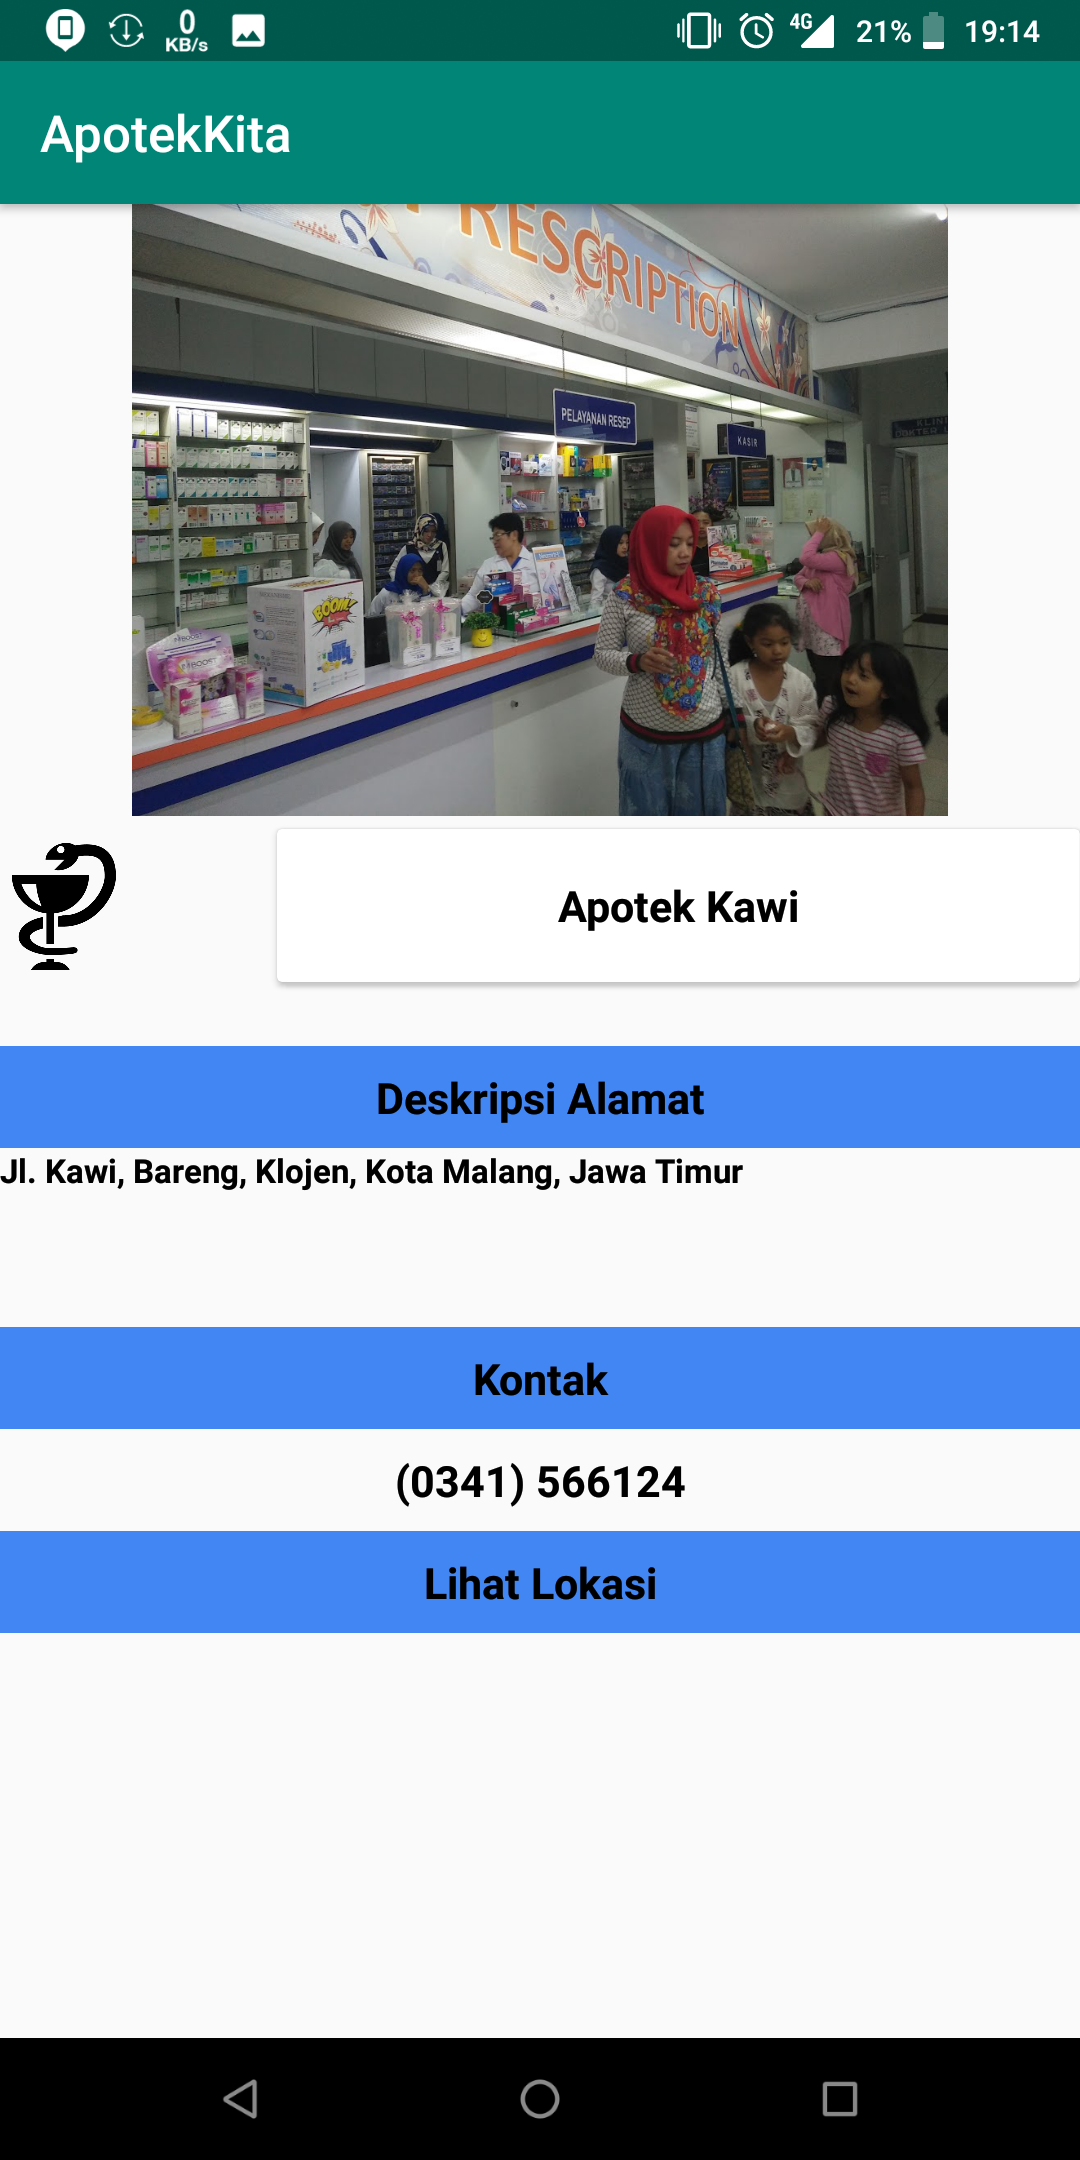 0
KB/s
4G
21%
19:14
ApotekKita
PRESCRIPTION
PELAYANAN RESEP
KASIR
BOOM!
Apotek Kawi
Deskripsi Alamat
Jl. Kawi, Bareng, Klojen, Kota Malang, Jawa Timur
Kontak
(0341) 566124
Lihat Lokasi